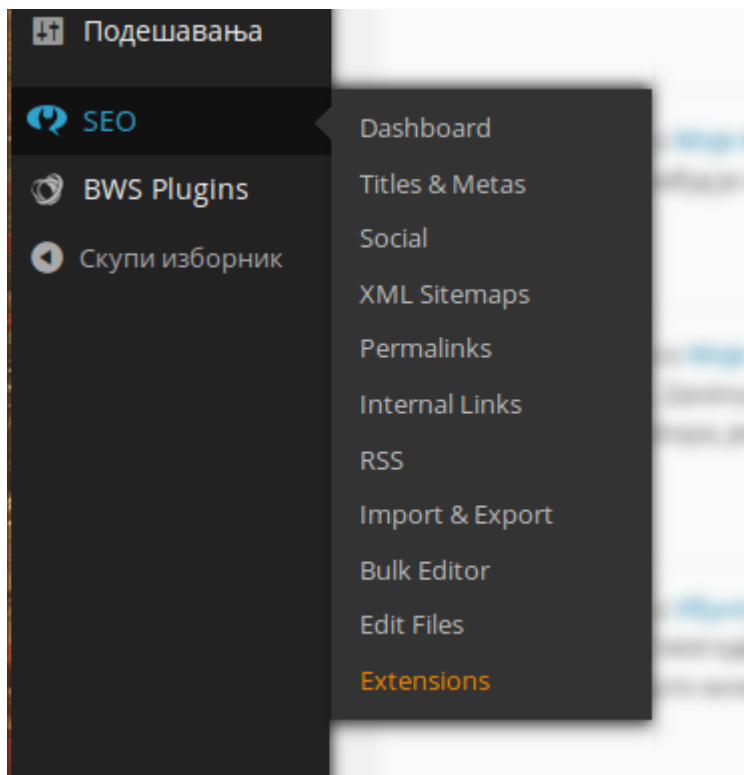 Подешавања
SEO
BWS Plugins
Скупи изборник
Dashboard
Titles & Metas
Social
XML Sitemaps
Permalinks
Internal Links
RSS
Import & Export
Bulk Editor
Edit Files
Extensions